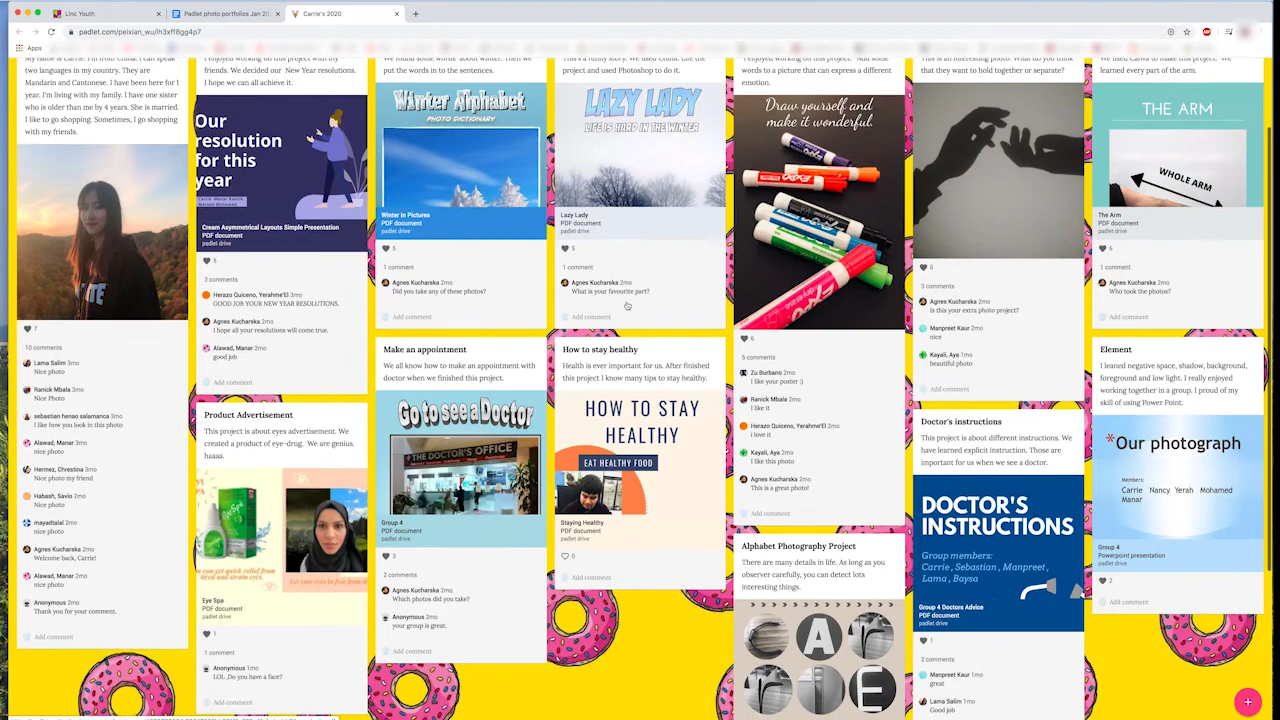 Linc Youth
Padlet photo portfolios Jan 20
Carrie's 2020
padlet.com/peixian_wu/ih3xff8gg4p7
Apps
My name is Carrie. I'm from China. I can speak
two languages in my country. They are
Mandarin and Cantonese. I have been here for 1
year. I'm living with my family. I have one sister
who is older than me by 4 years. She is married.
I like to go shopping. Sometimes, I go shopping
with my friends.
7
10 comments
Lama Salim 3mo
Nice photo
Ranick Mbala 3mo
Nice Photo
sebastian henao salamanca 3mo
I like how you look in this photo
Alawad, Manar 3mo
nice photo
Hermez, Chrestina 3mo
Nice photo my friend
Habash, Savio 2mo
Nice photo
mayadtalal 2mo
nice photo
Agnes Kucharska 2mo
Welcome back, Carrie!
Alawad, Manar 2mo
nice photo
Anonymous 2mo
Thank you for your comment.
Add comment
I enjoyed working on this project with my
friends. We decided our New Year resolutions.
I hope we can all achieve it.
Our
resolution
for this
year
Cream Asymmetrical Layouts Simple Presentation
PDF document
padlet drive
5
3 comments
Herazo Quiceno, Yerahme'El 3mo
GOOD JOB YOUR NEW YEAR RESOLUTIONS.
Agnes Kucharska 2mo
I hope all your resolutions will come true.
Alawad, Manar 2mo
good job
Add comment
Product Advertisement
This project is about eyes advertisement. We
created a product of eye-drug. We are genius.
haaaa.
Eye Spa
PDF document
padlet drive
1
1 comment
Anonymous 1mo
LOL ,Do you have a face?
Add comment
put the words in to the sentences.
Winter Alphabet
PHOTO DICTIONARY
Winter In Pictures
PDF document
padlet drive
5
1 comment
Agnes Kucharska 2mo
Did you take any of these photos?
Add comment
Make an appointment
We all know how to make an appointment with
doctor when we finished this project.
Go to see a Doctor
THE DOCTOR'S OFFICE
Group 4
PDF document
padlet drive
3
2 comments
Agnes Kucharska 2mo
Which photos did you take?
Anonymous 2mo
your group is great.
Add comment
This is a funny story. We used Comic Life the
project and used Photoshop to do it.
LAZY LADY
LIFE IS HARD IN THE WINTER
Lazy Lady
PDF document
padlet drive
5
1 comment
Agnes Kucharska 2mo
What is your favourite part?
Add comment
How to stay healthy
Health is ever important for us. After finished
this project I know many tips to stay healthy.
HOW TO STAY
HEALTHY
EAT HEALTHY FOOD
Staying Healthy
PDF document
padlet drive
0
Add comment
I enjoyed working on this project. Add some
words to a picture that can express a different
emotion.
Draw yourself and
make it wonderful.
6
5 comments
Zu Burbano 2mo
I like your poster :)
Ranick Mbala 2mo
I like it
Herazo Quiceno, Yerahme'El 2mo
i love it
Kayali, Aya 2mo
I like this photo
Agnes Kucharska 2mo
This is a great photo!
Add comment
Alphabet Photography Project
There are many details in life. As long as you
observer carefully, you can detect lots
interesting things.
A
E
This is an interesting photo. What do you think
that they want to hold together or separate?
6
3 comments
Agnes Kucharska 2mo
Is this your extra photo project?
Manpreet Kaur 2mo
nice
Kayali, Aya 1mo
beautiful photo
Add comment
Doctor's instructions
This project is about different instructions. We
have learned explicit instruction. Those are
important for us when we see a doctor.
DOCTOR'S
INSTRUCTIONS
Group members:
Carrie , Sebastian , Manpreet ,
Lama , Baysa
Group 4 Doctors Advice
PDF document
padlet drive
1
2 comments
Manpreet Kaur 1mo
great
Lama Salim 1mo
Good job
We used Canva to make this project. We
learned every part of the arm.
THE ARM
WHOLE ARM
The Arm
PDF document
padlet drive
6
1 comment
Agnes Kucharska 2mo
Who took the photos?
Add comment
Element
I leaned negative space, shallow, background,
foreground and low light. I really enjoyed
working together in a group. I proud of my
skill of using Power Point.
*Our photograph
Members:
Carrie Nancy Yerah Mohamed
Manar
Group 4
Powerpoint presentation
padlet drive
2
Add comment